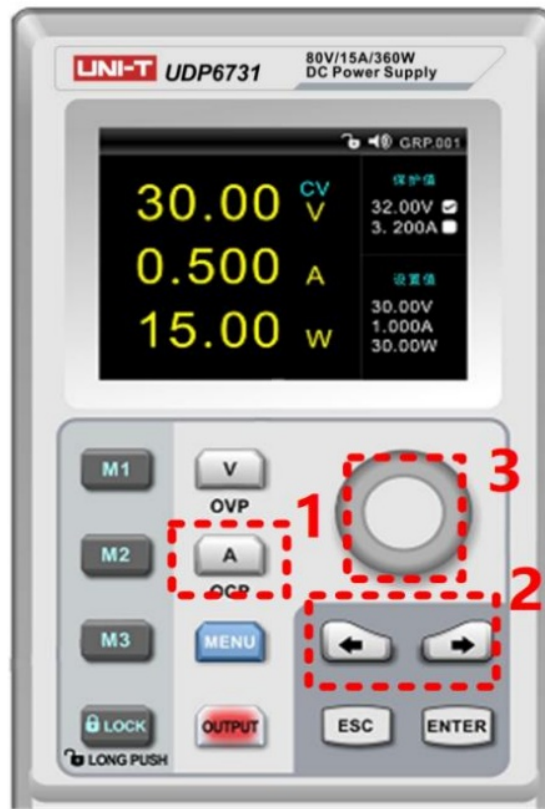 UNI-T UDP6731 80V/15A/360W
DC Power Supply
GRP.001
30.00 CV V
0.500 A
15.00 W
保护值
32.00V
3. 200A
设置值
30.00V
1.000A
30.00W
M1
V
OVP
3
1
M2
A
OCP
2
M3
MENU
LOCK
LONG PUSH
OUTPUT
ESC
ENTER